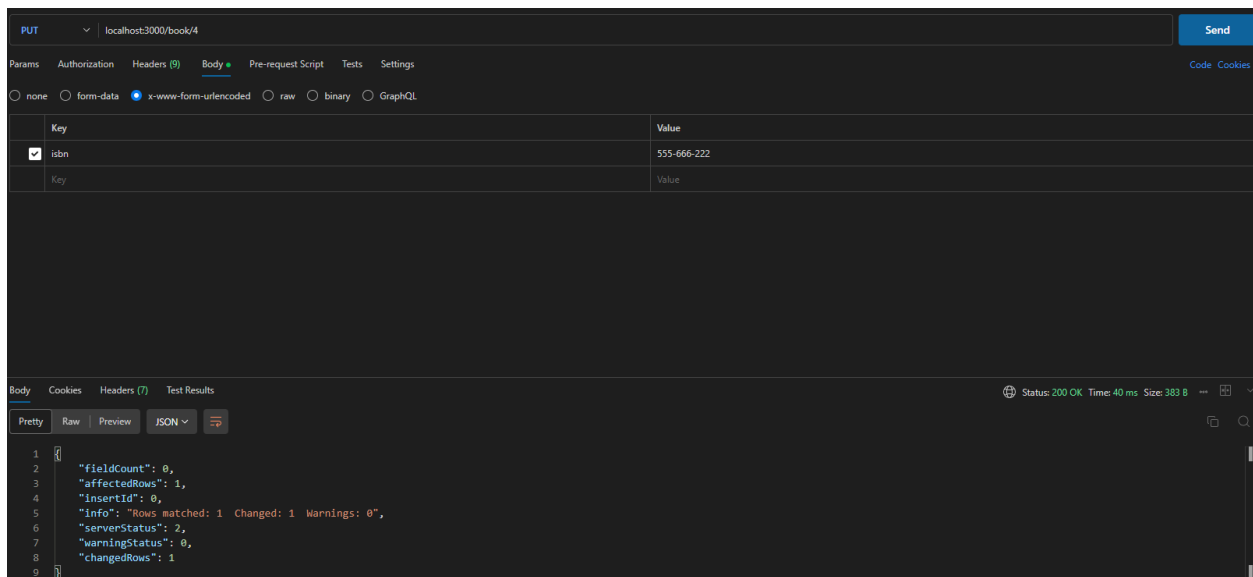 PUT localhost:3000/book/4 Send
Params Authorization Headers (9) Body Pre-request Script Tests Settings Code Cookies
none form-data x-www-form-urlencoded raw binary GraphQL
Key Value
isbn 555-666-222
Key Value
Body Cookies Headers (7) Test Results Status: 200 OK Time: 40 ms Size: 383 B
Pretty Raw Preview JSON
1 {
2 "fieldCount": 0,
3 "affectedRows": 1,
4 "insertId": 0,
5 "info": "Rows matched: 1  Changed: 1  Warnings: 0",
6 "serverStatus": 2,
7 "warningStatus": 0,
8 "changedRows": 1
9 }